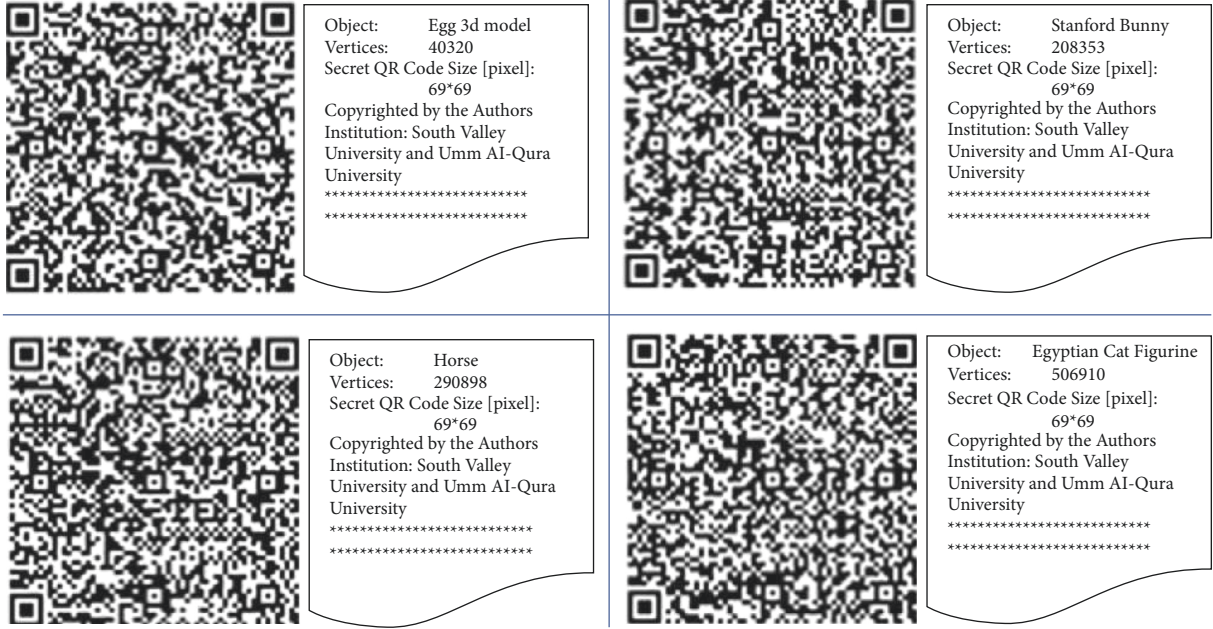 Object: Egg 3d model
Vertices: 40320
Secret QR Code Size [pixel]:
69*69
Copyrighted by the Authors
Institution: South Valley
University and Umm AI-Qura
University
***************************
***************************
Object: Stanford Bunny
Vertices: 208353
Secret QR Code Size [pixel]:
69*69
Copyrighted by the Authors
Institution: South Valley
University and Umm AI-Qura
University
***************************
***************************
Object: Horse
Vertices: 290898
Secret QR Code Size [pixel]:
69*69
Copyrighted by the Authors
Institution: South Valley
University and Umm AI-Qura
University
***************************
***************************
Object: Egyptian Cat Figurine
Vertices: 506910
Secret QR Code Size [pixel]:
69*69
Copyrighted by the Authors
Institution: South Valley
University and Umm AI-Qura
University
***************************
***************************